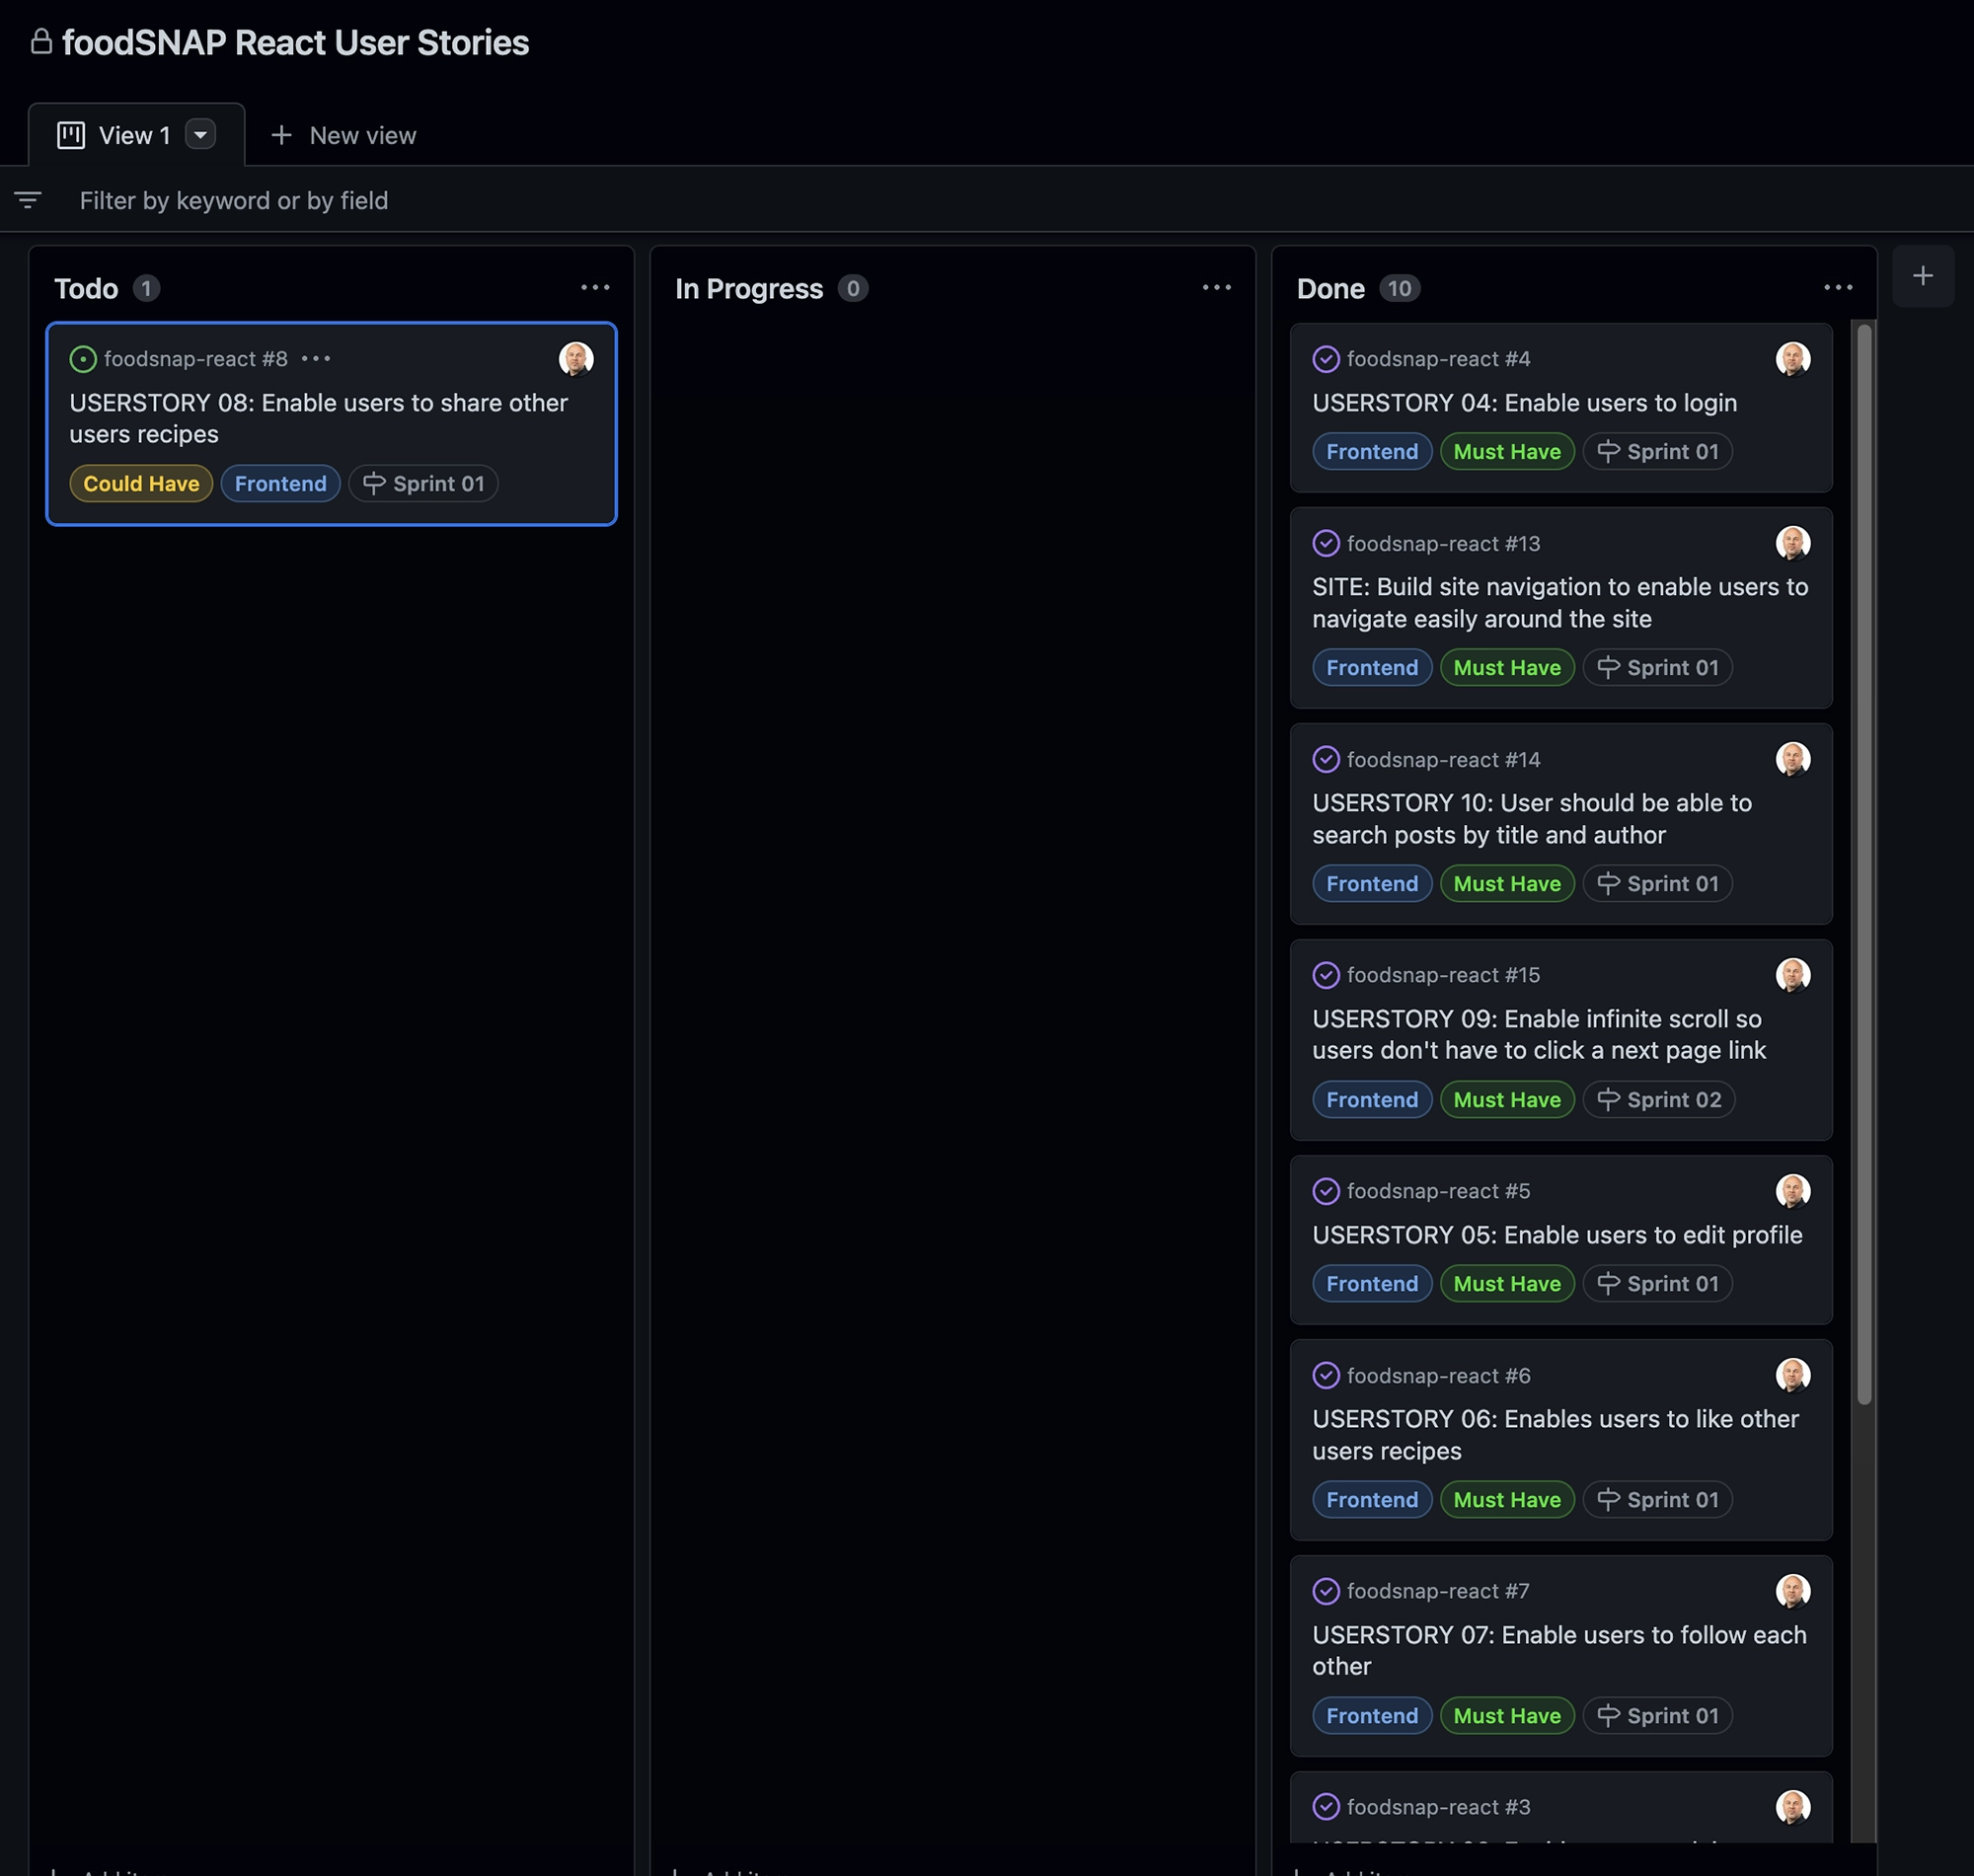 foodSNAP React User Stories
View 1
New view
Filter by keyword or by field
Todo 1
foodsnap-react #8
USERSTORY 08: Enable users to share other
users recipes
Could Have
Frontend
Sprint 01
In Progress 0
Done 10
foodsnap-react #4
USERSTORY 04: Enable users to login
Frontend
Must Have
Sprint 01
foodsnap-react #13
SITE: Build site navigation to enable users to
navigate easily around the site
Frontend
Must Have
Sprint 01
foodsnap-react #14
USERSTORY 10: User should be able to
search posts by title and author
Frontend
Must Have
Sprint 01
foodsnap-react #15
USERSTORY 09: Enable infinite scroll so
users don't have to click a next page link
Frontend
Must Have
Sprint 02
foodsnap-react #5
USERSTORY 05: Enable users to edit profile
Frontend
Must Have
Sprint 01
foodsnap-react #6
USERSTORY 06: Enables users to like other
users recipes
Frontend
Must Have
Sprint 01
foodsnap-react #7
USERSTORY 07: Enable users to follow each
other
Frontend
Must Have
Sprint 01
foodsnap-react #3